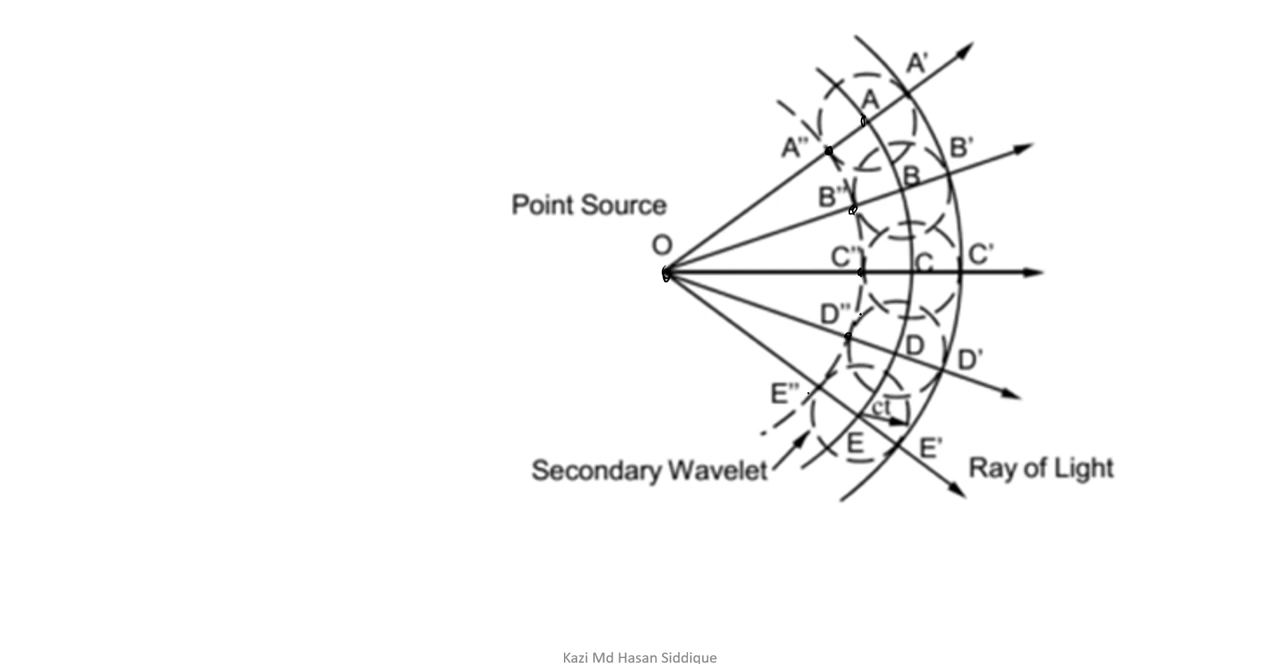 A'
A
A"
B'
B
B"
Point Source
O
C"
C
C'
D"
D
D'
E"
ct
E
E'
Secondary Wavelet
Ray of Light
Kazi Md Hasan Siddique